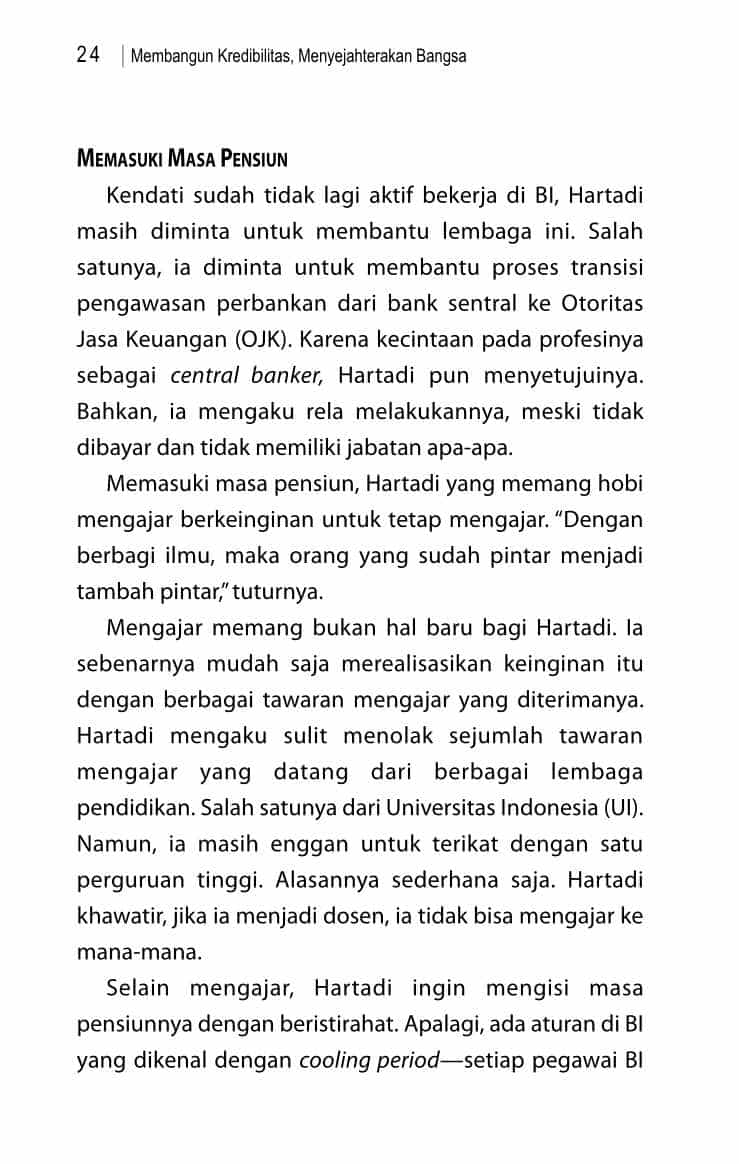 24 | Membangun Kredibilitas, Menyejahterakan Bangsa
Memasuki Masa Pensiun
Kendati sudah tidak lagi aktif bekerja di BI, Hartadi
masih diminta untuk membantu lembaga ini. Salah
satunya, ia diminta untuk membantu proses transisi
pengawasan perbankan dari bank sentral ke Otoritas
Jasa Keuangan (OJK). Karena kecintaan pada profesinya
sebagai central banker, Hartadi pun menyetujuinya.
Bahkan, ia mengaku rela melakukannya, meski tidak
dibayar dan tidak memiliki jabatan apa-apa.
Memasuki masa pensiun, Hartadi yang memang hobi
mengajar berkeinginan untuk tetap mengajar. “Dengan
berbagi ilmu, maka orang yang sudah pintar menjadi
tambah pintar,” tuturnya.
Mengajar memang bukan hal baru bagi Hartadi. Ia
sebenarnya mudah saja merealisasikan keinginan itu
dengan berbagai tawaran mengajar yang diterimanya.
Hartadi mengaku sulit menolak sejumlah tawaran
mengajar yang datang dari berbagai lembaga
pendidikan. Salah satunya dari Universitas Indonesia (UI).
Namun, ia masih enggan untuk terikat dengan satu
perguruan tinggi. Alasannya sederhana saja. Hartadi
khawatir, jika ia menjadi dosen, ia tidak bisa mengajar ke
mana-mana.
Selain mengajar, Hartadi ingin mengisi masa
pensiunnya dengan beristirahat. Apalagi, ada aturan di BI
yang dikenal dengan cooling period—setiap pegawai BI